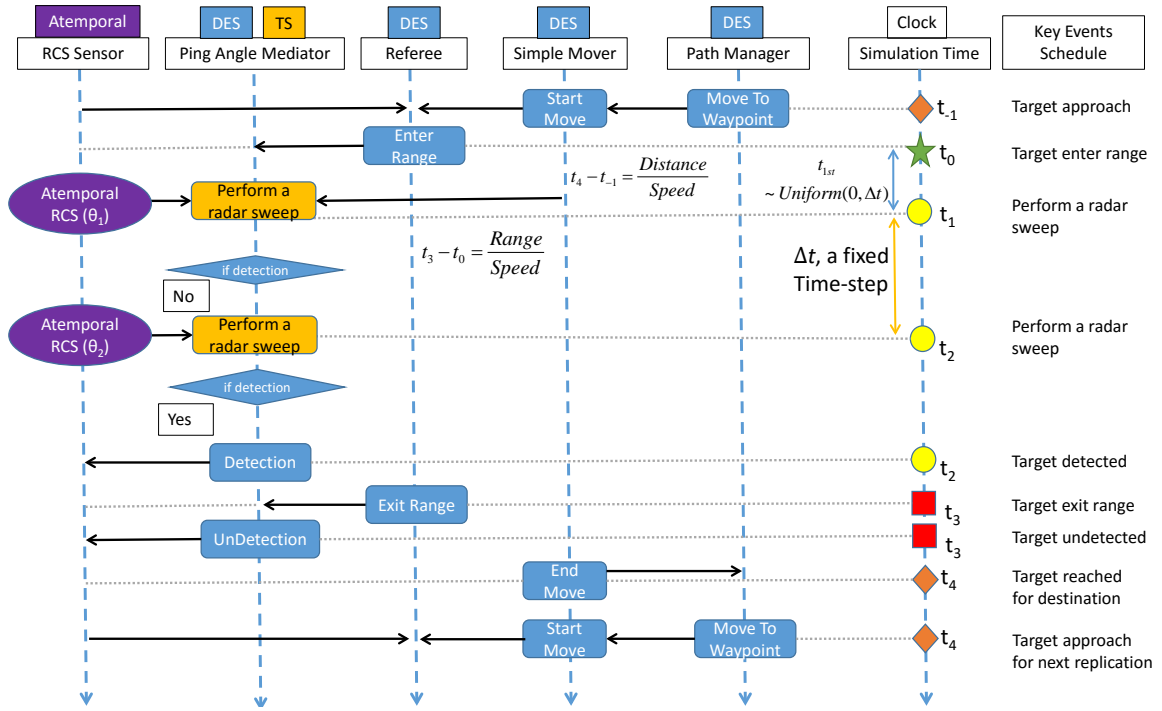 Atemporal
DES
TS
DES
DES
DES
Clock
Key Events
Schedule
RCS Sensor
Ping Angle Mediator
Referee
Simple Mover
Path Manager
Simulation Time
Start
Move
Move To
Waypoint
t-1
Target approach
Enter
Range
t0
Target enter range
t4 − t−1 = Distance / Speed
t1st
~ Uniform(0, Δt)
Atemporal
RCS (θ1)
Perform a
radar sweep
t1
Perform a radar
sweep
t3 − t0 = Range / Speed
Δt, a fixed
Time-step
if detection
No
Atemporal
RCS (θ2)
Perform a
radar sweep
t2
Perform a radar
sweep
if detection
Yes
Detection
t2
Target detected
Exit Range
t3
Target exit range
UnDetection
t3
Target undetected
End
Move
t4
Target reached
for destination
Start
Move
Move To
Waypoint
t4
Target approach
for next replication